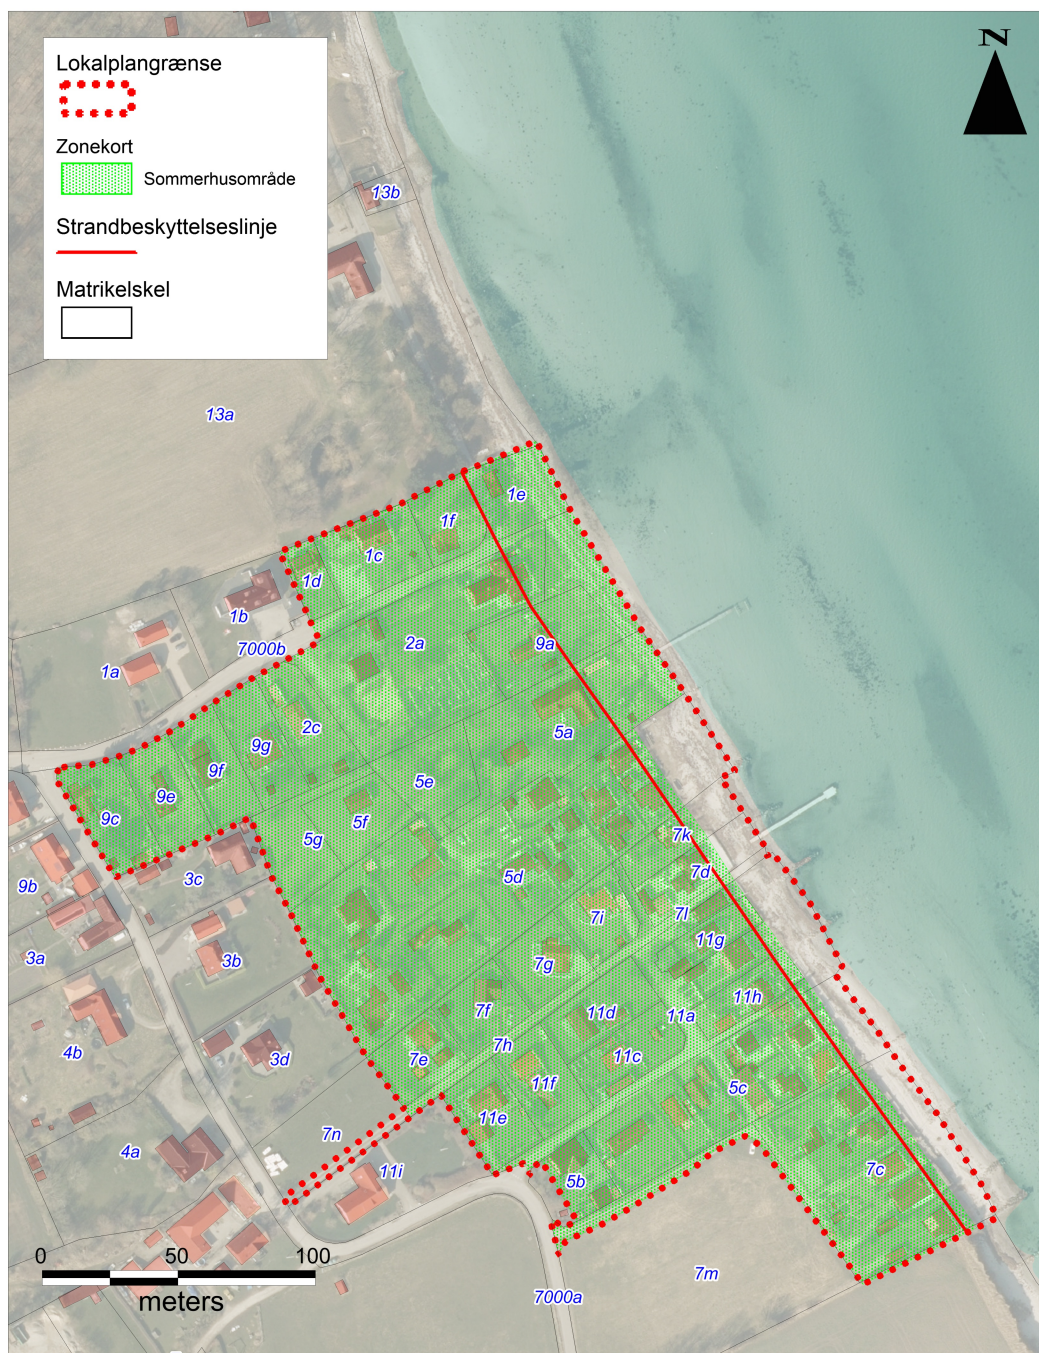 N
Lokalplangrænse
Zonekort
Sommerhusområde
Strandbeskyttelseslinje
Matrikelskel
13b
13a
1e
1f
1c
1d
1b
2a
9a
7000b
1a
2c
5a
9g
9f
5e
9e
9c
5f
5g
7k
7d
5d
3c
9b
7l
7i
11g
3a
3b
7g
11h
7f
11d
11a
4b
3d
7h
7e
11c
11f
5c
11e
7n
4a
11i
5b
7c
0 50 100
meters
7m
7000a